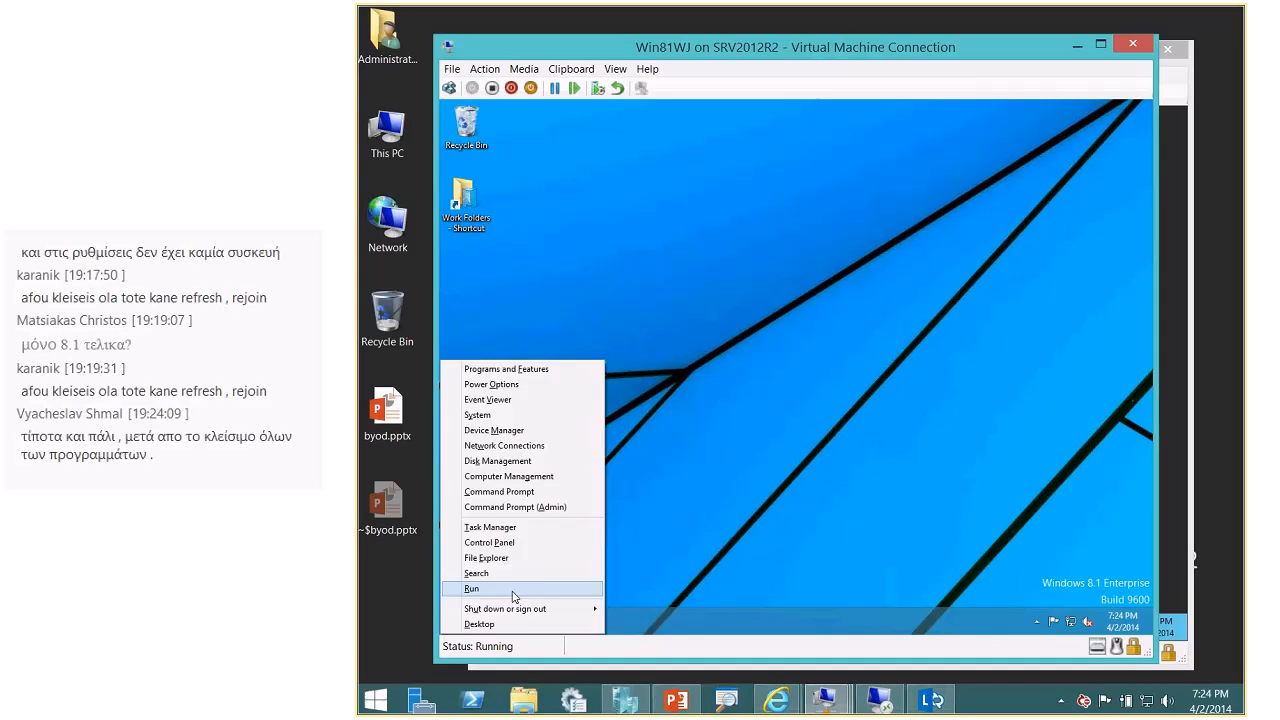 και στις ρυθμίσεις δεν έχει καμία συσκευή
karanik [19:17:50 ]
afou kleiseis ola tote kane refresh , rejoin
Matsiakas Christos [19:19:07 ]
μόνο 8.1 τελικα?
karanik [19:19:31 ]
afou kleiseis ola tote kane refresh , rejoin
Vyacheslav Shmal [19:24:09 ]
τίποτα και πάλι , μετά απο το κλείσιμο όλων
των προγραμμάτων .
Administrat...
This PC
Network
Recycle Bin
byod.pptx
~$byod.pptx
Win81WJ on SRV2012R2 - Virtual Machine Connection
File Action Media Clipboard View Help
Recycle Bin
Work Folders
- Shortcut
Programs and Features
Power Options
Event Viewer
System
Device Manager
Network Connections
Disk Management
Computer Management
Command Prompt
Command Prompt (Admin)
Task Manager
Control Panel
File Explorer
Search
Run
Shut down or sign out
Desktop
Windows 8.1 Enterprise
Build 9600
7:24 PM
4/2/2014
PM
2014
Status: Running
7:24 PM
4/2/2014